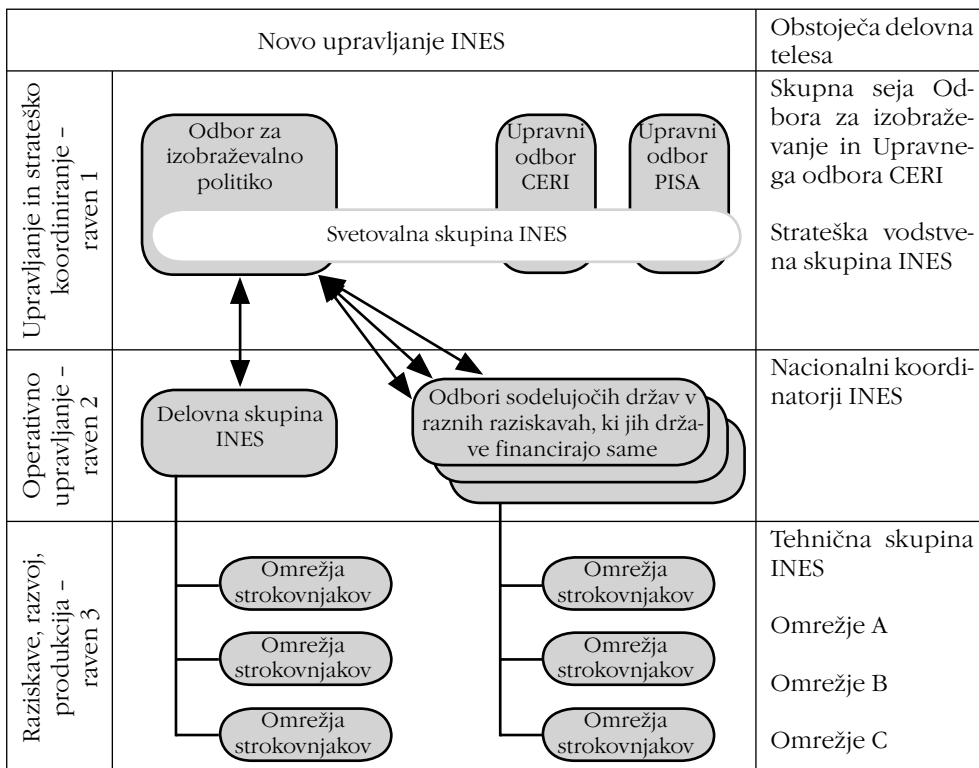 Novo upravljanje INES
Obstoječa delovna
telesa
Upravljanje in strateško
koordiniranje –
raven 1
Odbor za
izobraževalno
politiko
Upravni
odbor
CERI
Upravni
odbor
PISA
Svetovalna skupina INES
Skupna seja Od-
bora za izobraže-
vanje in Upravne-
ga odbora CERI
Strateška vodstve-
na skupina INES
Operativno
upravljanje –
raven 2
Delovna skupina
INES
Odbori sodelujočih držav v
raznih raziskavah, ki jih drža-
ve financirajo same
Nacionalni koordi-
natorji INES
Raziskave, razvoj,
produkcija –
raven 3
Omrežja
strokovnjakov
Omrežja
strokovnjakov
Omrežja
strokovnjakov
Omrežja
strokovnjakov
Omrežja
strokovnjakov
Omrežja
strokovnjakov
Tehnična skupina
INES
Omrežje A
Omrežje B
Omrežje C